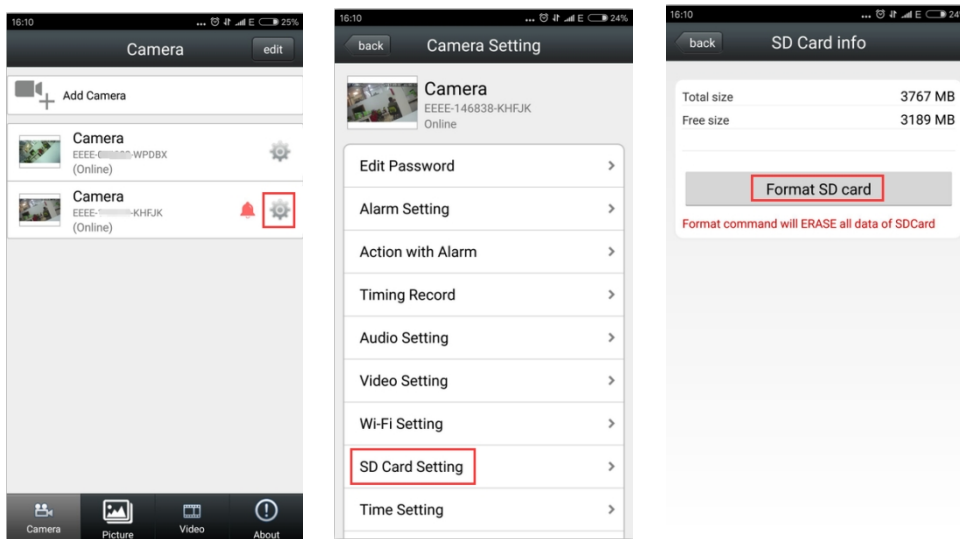 16:10
... E 25%
Camera
edit
Add Camera
Camera
EEEE- -WPDBX
(Online)
Camera
EEEE- -KHFJK
(Online)
Camera
Picture
Video
About
16:10
... E 24%
back
Camera Setting
Camera
EEEE-146838-KHFJK
Online
Edit Password
Alarm Setting
Action with Alarm
Timing Record
Audio Setting
Video Setting
Wi-Fi Setting
SD Card Setting
Time Setting
16:10
... E 24
back
SD Card info
Total size 3767 MB
Free size 3189 MB
Format SD card
Format command will ERASE all data of SDCard